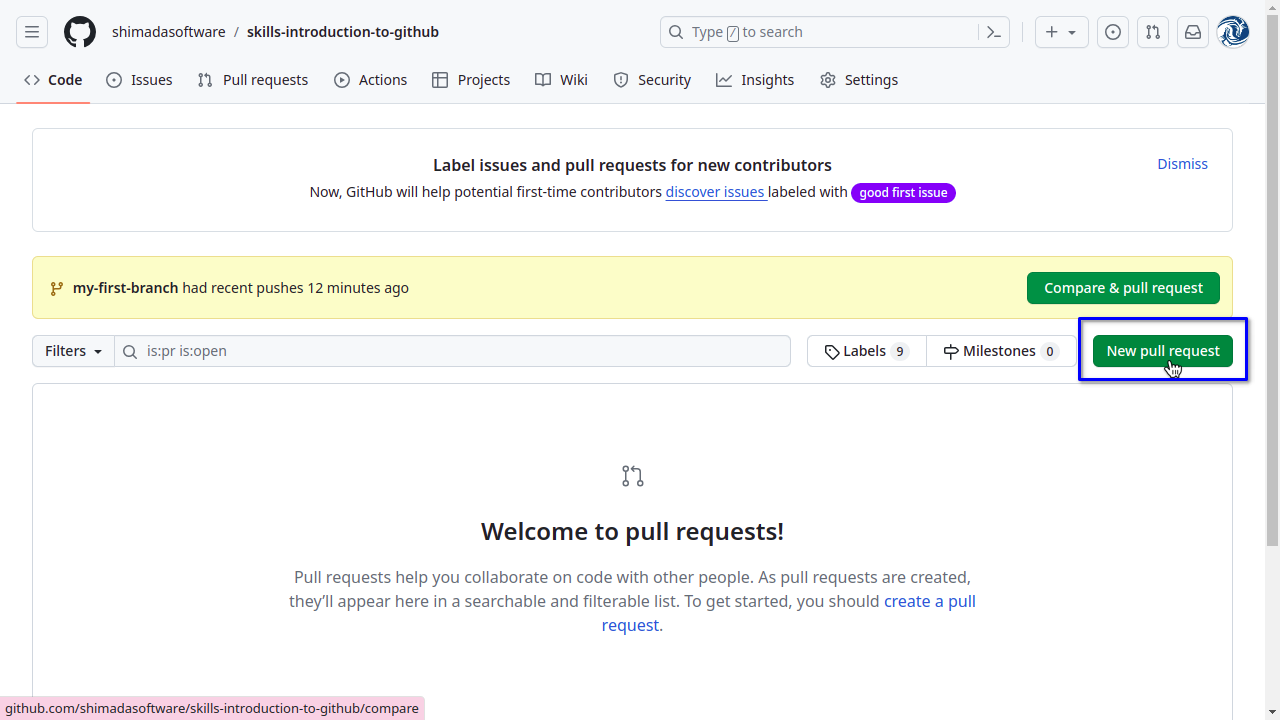 shimadasoftware / skills-introduction-to-github
Type / to search
Code Issues Pull requests Actions Projects Wiki Security Insights Settings
Label issues and pull requests for new contributors
Dismiss
Now, GitHub will help potential first-time contributors discover issues labeled with good first issue
my-first-branch had recent pushes 12 minutes ago
Compare & pull request
Filters is:pr is:open Labels 9 Milestones 0 New pull request
Welcome to pull requests!
Pull requests help you collaborate on code with other people. As pull requests are created,
they’ll appear here in a searchable and filterable list. To get started, you should create a pull
request.
github.com/shimadasoftware/skills-introduction-to-github/compare